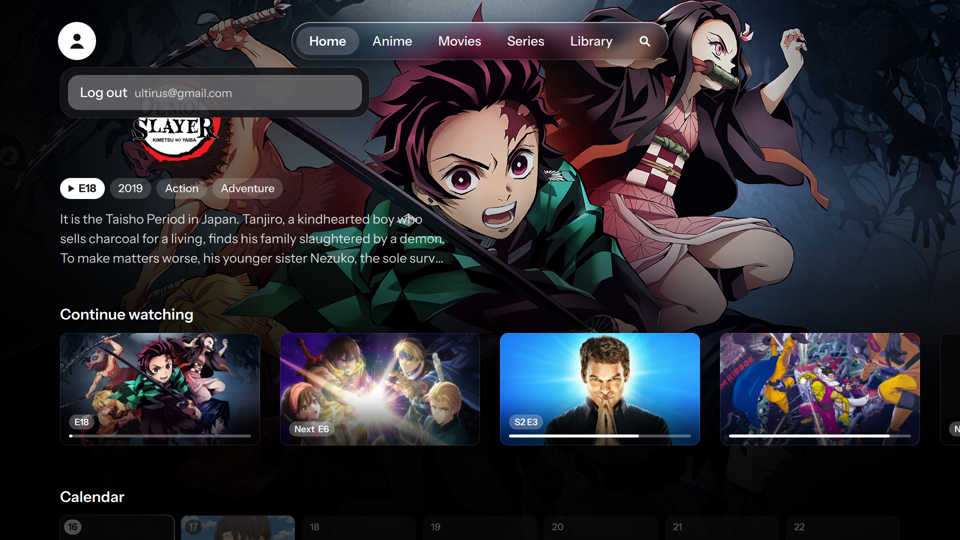 Home Anime Movies Series Library
Log out ultirus@gmail.com
SLAYER
KIMETSU NO YAIBA
E18 2019 Action Adventure
It is the Taisho Period in Japan. Tanjiro, a kindhearted boy who
sells charcoal for a living, finds his family slaughtered by a demon.
To make matters worse, his younger sister Nezuko, the sole surv...
Continue watching
E18
Next E6
S2 E3
Calendar
16 17 18 19 20 21 22